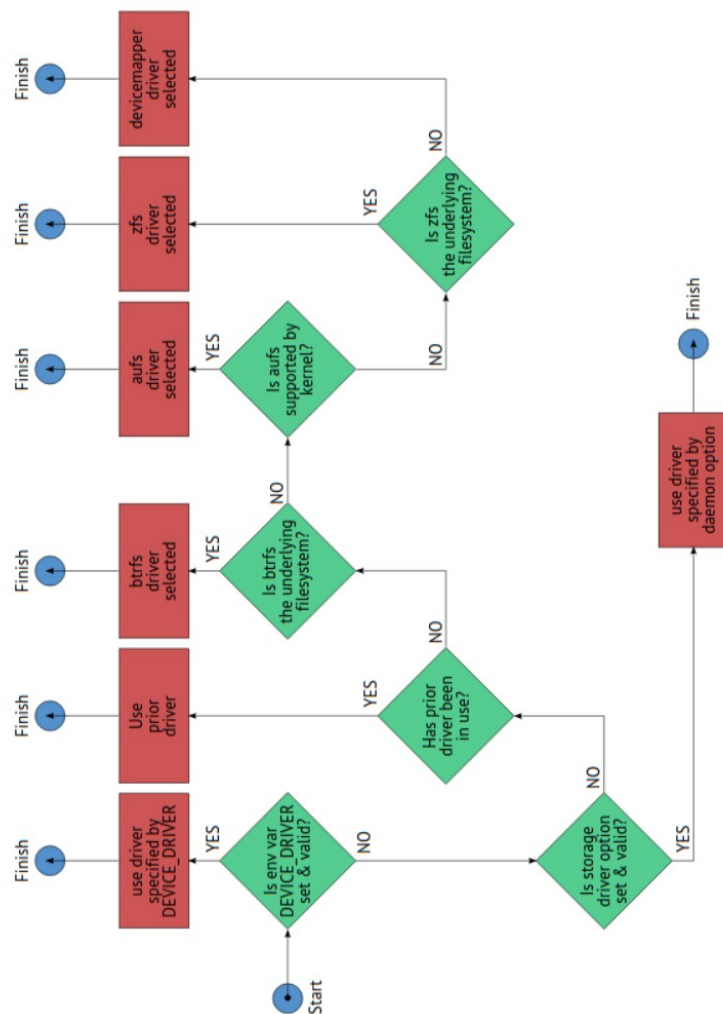 Start
Is env var
DEVICE_DRIVER
set & valid?
YES
use driver
specified by
DEVICE_DRIVER
Finish
NO
Is storage
driver option
set & valid?
YES
use driver
specified by
daemon option
Finish
NO
Has prior
driver been
in use?
YES
Use
prior
driver
Finish
NO
Is btrfs
the underlying
filesystem?
YES
btrfs
driver
selected
Finish
NO
Is aufs
supported by
kernel?
YES
aufs
driver
selected
Finish
NO
Is zfs
the underlying
filesystem?
YES
zfs
driver
selected
Finish
NO
devicemapper
driver
selected
Finish